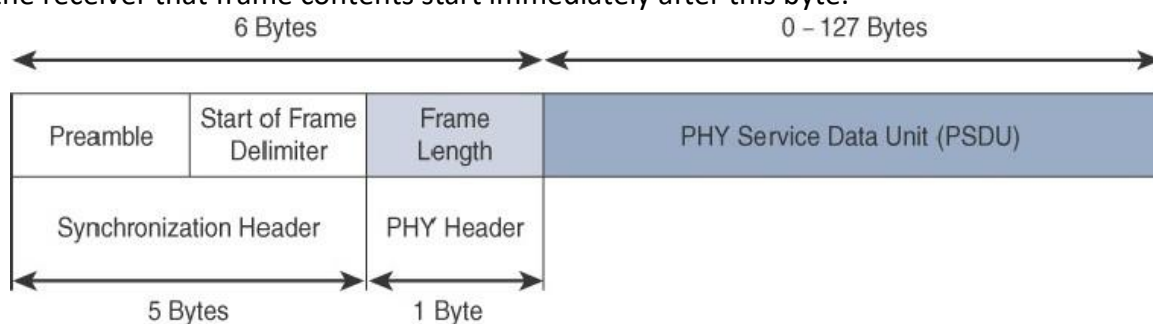 the receiver that frame contents start immediately after this byte.
6 Bytes
0 – 127 Bytes
Preamble
Start of Frame
Delimiter
Frame
Length
PHY Service Data Unit (PSDU)
Synchronization Header
PHY Header
5 Bytes
1 Byte